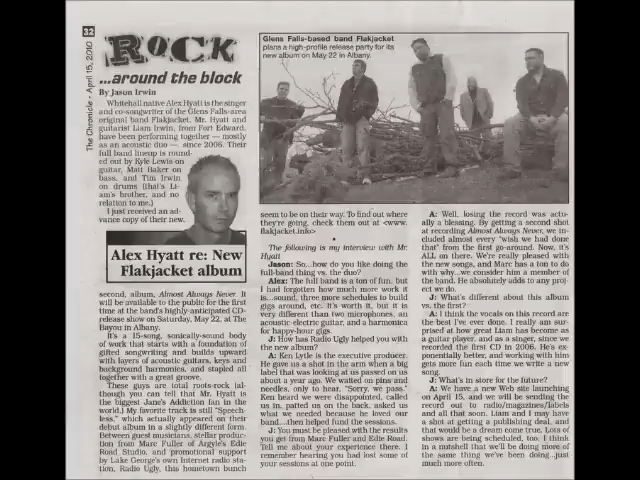 32
The Chronicle • April 15, 2010
ROCK
...around the block
By Jason Irwin
Whitehall native Alex Hyatt is the singer
and co-songwriter of the Glens Falls-area
original band Flakjacket. Mr. Hyatt and
guitarist Liam Irwin, from Fort Edward,
have been performing together — mostly
as an acoustic duo — since 2006. Their
full band lineup is round-
ed out by Kyle Lewis on
guitar, Matt Baker on
bass, and Tim Irwin
on drums (that's Li-
am's brother, and no
relation to me.)
I just received an ad-
vance copy of their new,
Alex Hyatt re: New
Flakjacket album
second, album, Almost Always Never. It
will be available to the public for the first
time at the band's highly-anticipated CD-
release show on Saturday, May 22, at The
Bayou in Albany.
It's a 15-song, sonically-sound body
of work that starts with a foundation of
gifted songwriting and builds upward
with layers of acoustic guitars, keys and
background harmonies, and stapled all
together with a great groove.
These guys are total roots-rock (al-
though you can tell that Mr. Hyatt is
the biggest Jane's Addiction fan in the
world.) My favorite track is still "Speech-
less," which actually appeared on their
debut album in a slightly different form.
Between guest musicians, stellar produc-
tion from Marc Fuller of Argyle's Edie
Road Studio, and promotional support
by Lake George's own Internet radio sta-
tion, Radio Ugly, this hometown bunch
Glens Falls-based band Flakjacket
plans a high-profile release party for its
new album on May 22 in Albany.
seem to be on their way. To find out where
they're going, check them out at <www.
flakjacket.info>
•
The following is my interview with Mr.
Hyatt
Jason: So...how do you like doing the
full-band thing vs. the duo?
Alex: The full band is a ton of fun, but
I had forgotten how much more work it
is...sound, three more schedules to build
gigs around, etc. It's worth it, but it is
very different than two microphones, an
acoustic-electric guitar, and a harmonica
for happy-hour gigs.
J: How has Radio Ugly helped you with
the new album?
A: Ken Lytle is the executive producer.
He gave us a shot in the arm when a big
label that was looking at us passed on us
about a year ago. We waited on pins and
needles, only to hear, "Sorry, we pass."
Ken heard we were disappointed, called
us in, patted us on the back, asked us
what we needed because he loved our
band...then helped fund the sessions.
J: You must be pleased with the results
you get from Marc Fuller and Edie Road.
Tell me about your experience there. I
remember hearing you had lost some of
your sessions at one point.
A: Well, losing the record was actu-
ally a blessing. By getting a second shot
at recording Almost Always Never, we in-
cluded almost every "wish we had done
that" from the first go-around. Now, it's
ALL on there. We're really pleased with
the new songs, and Marc has a ton to do
with why...we consider him a member of
the band. He absolutely adds to any proj-
ect we do.
J: What's different about this album
vs. the first?
A: I think the vocals on this record are
the best I've ever done. I really am sur-
prised at how great Liam has become as
a guitar player, and as a singer, since we
recorded the first CD in 2006. He's ex-
ponentially better, and working with him
gets more fun each time we write a new
song.
J: What's in store for the future?
A: We have a new Web site launching
on April 15, and we will be sending the
record out to radio/magazines/labels
and all that soon. Liam and I may have
a shot at getting a publishing deal, and
that would be a dream come true. Lots of
shows are being scheduled, too. I think
in a nutshell that we'll be doing more of
the same thing we've been doing...just
much more often.